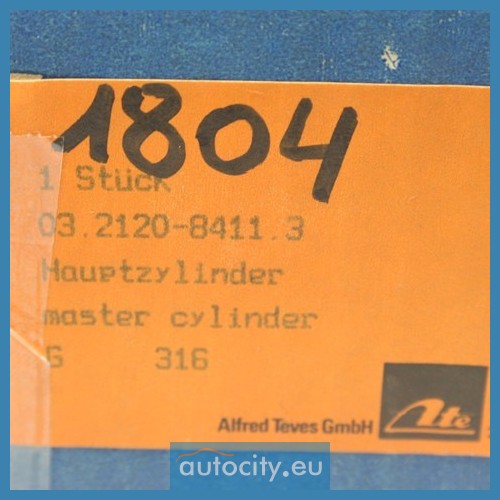 1804
1 Stück
03.2120-8411.3
Hauptzylinder
master cylinder
G 316
Alfred Teves GmbH
Ate
autocity.eu